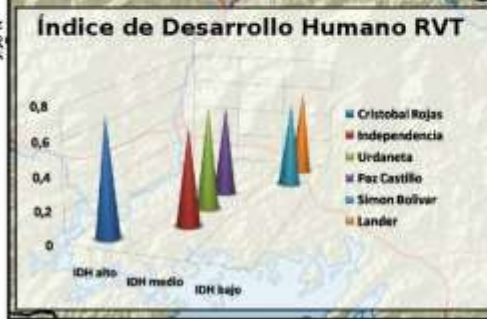 Índice de Desarrollo Humano RVT
0,8
0,6
0,4
0,2
0
IDH alto
IDH medio
IDH bajo
Cristobal Rojas
Independencia
Urdaneta
Paz Castillo
Simon Bolivar
Lander